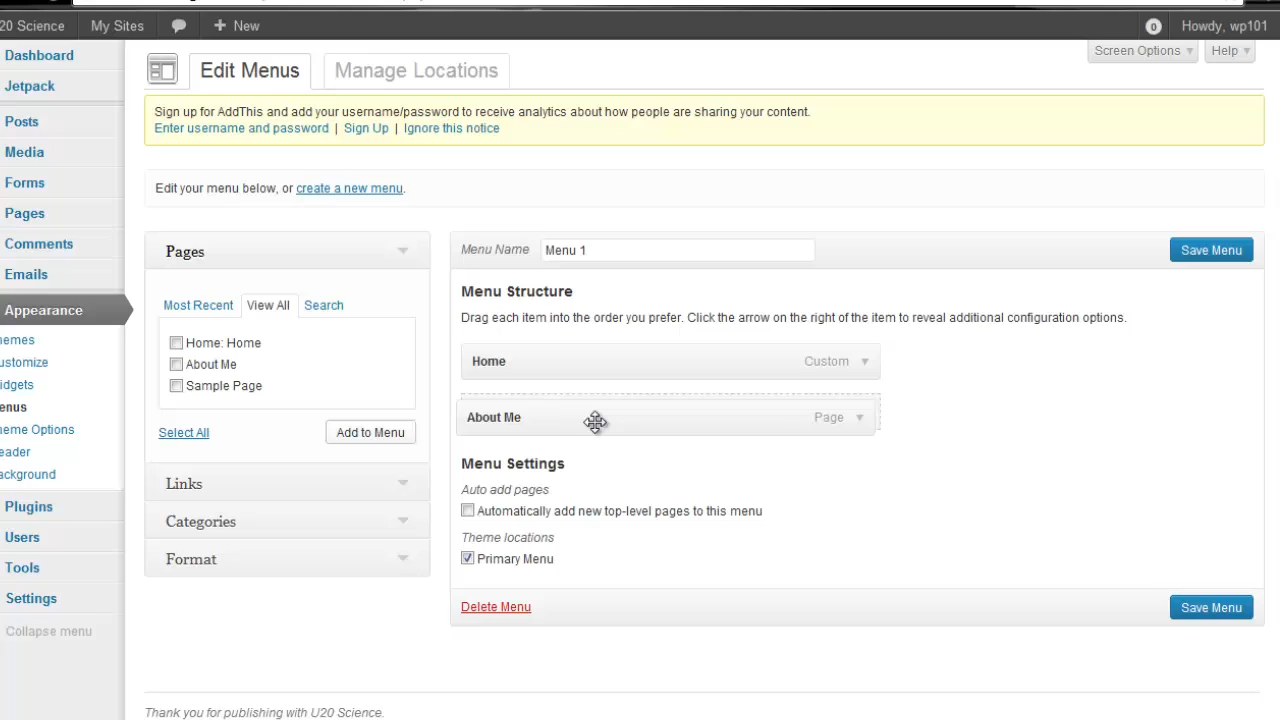 20 Science My Sites New 0 Howdy, wp101
Screen Options Help
Edit Menus Manage Locations
Sign up for AddThis and add your username/password to receive analytics about how people are sharing your content.
Enter username and password | Sign Up | Ignore this notice
Edit your menu below, or create a new menu.
Dashboard
Jetpack
Posts
Media
Forms
Pages
Comments
Emails
Appearance
emes
ustomize
idgets
enus
eme Options
eader
ackground
Plugins
Users
Tools
Settings
Collapse menu
Pages
Most Recent View All Search
Home: Home
About Me
Sample Page
Select All Add to Menu
Links
Categories
Format
Menu Name Menu 1 Save Menu
Menu Structure
Drag each item into the order you prefer. Click the arrow on the right of the item to reveal additional configuration options.
Home Custom
About Me Page
Menu Settings
Auto add pages
Automatically add new top-level pages to this menu
Theme locations
Primary Menu
Delete Menu Save Menu
Thank you for publishing with U20 Science.